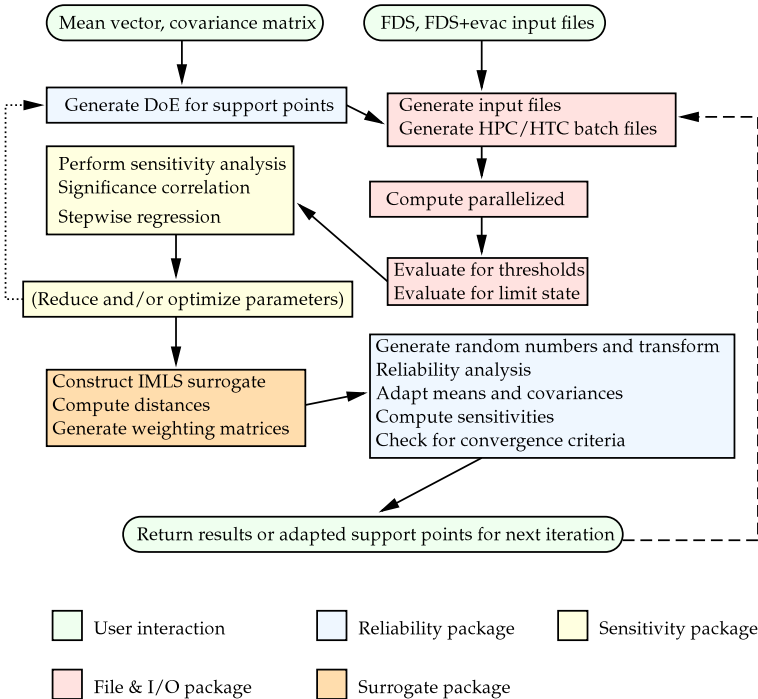 Mean vector, covariance matrix
FDS, FDS+evac input files
Generate DoE for support points
Generate input files
Generate HPC/HTC batch files
Perform sensitivity analysis
Significance correlation
Stepwise regression
Compute parallelized
Evaluate for thresholds
Evaluate for limit state
(Reduce and/or optimize parameters)
Generate random numbers and transform
Reliability analysis
Adapt means and covariances
Compute sensitivities
Check for convergence criteria
Construct IMLS surrogate
Compute distances
Generate weighting matrices
Return results or adapted support points for next iteration
User interaction
Reliability package
Sensitivity package
File & I/O package
Surrogate package